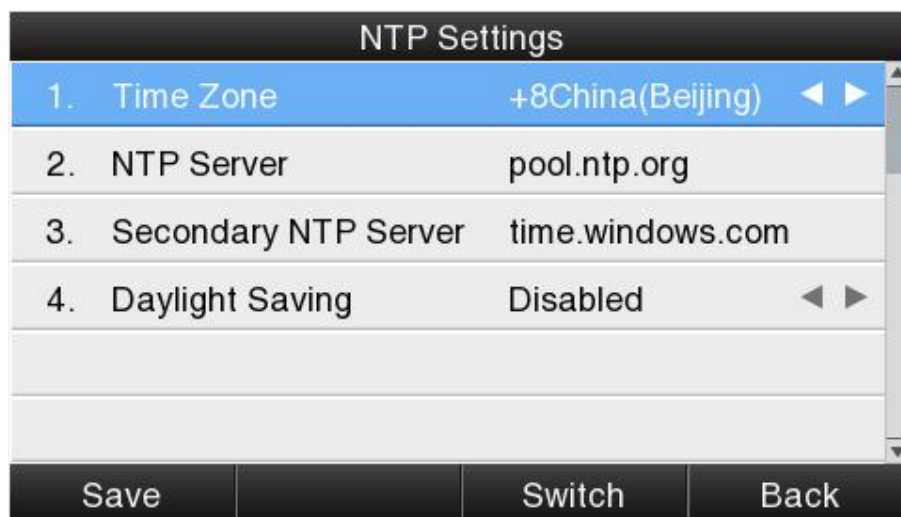 NTP Settings
1. Time Zone +8China(Beijing)
2. NTP Server pool.ntp.org
3. Secondary NTP Server time.windows.com
4. Daylight Saving Disabled
Save Switch Back